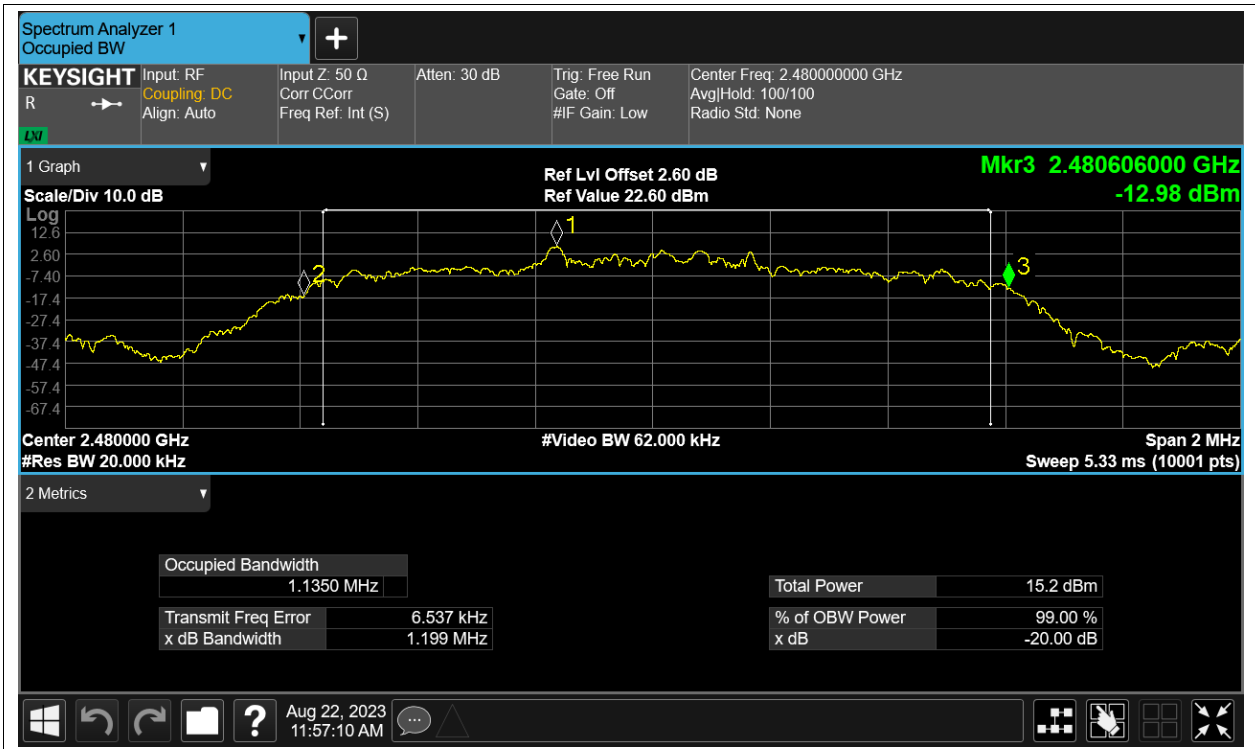 Spectrum Analyzer 1
Occupied BW
KEYSIGHT
R
LXI
Input: RF
Coupling: DC
Align: Auto
Input Z: 50 Ω
Corr CCorr
Freq Ref: Int (S)
Atten: 30 dB
Trig: Free Run
Gate: Off
#IF Gain: Low
Center Freq: 2.480000000 GHz
Avg|Hold: 100/100
Radio Std: None
1 Graph
Scale/Div 10.0 dB
Ref Lvl Offset 2.60 dB
Ref Value 22.60 dBm
Mkr3 2.480606000 GHz
-12.98 dBm
Log
12.6
2.60
-7.40
-17.4
-27.4
-37.4
-47.4
-57.4
-67.4
1
2
3
Center 2.480000 GHz
#Res BW 20.000 kHz
#Video BW 62.000 kHz
Span 2 MHz
Sweep 5.33 ms (10001 pts)
2 Metrics
Occupied Bandwidth
1.1350 MHz
Transmit Freq Error 6.537 kHz
x dB Bandwidth 1.199 MHz
Total Power 15.2 dBm
% of OBW Power 99.00 %
x dB -20.00 dB
?
Aug 22, 2023
11:57:10 AM